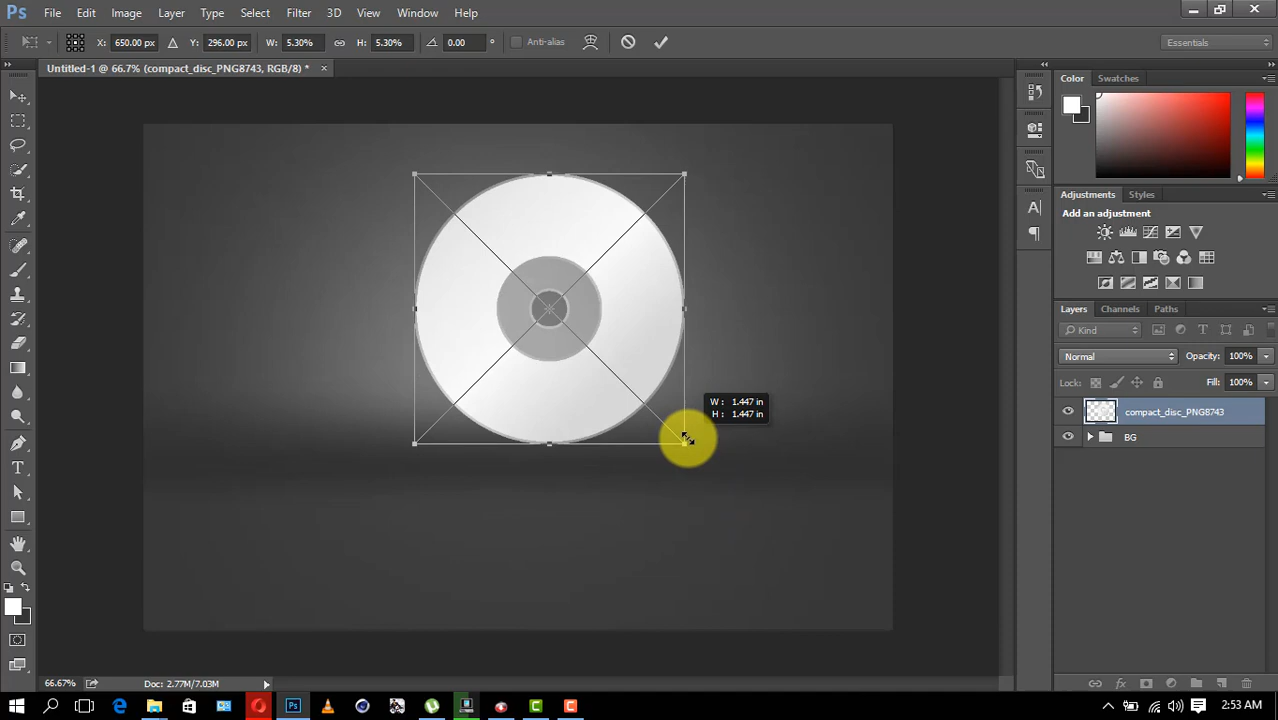 Ps File Edit Image Layer Type Select Filter 3D View Window Help
X: 650.00 px Y: 296.00 px W: 5.30% H: 5.30% 0.00 ° Anti-alias Essentials
Untitled-1 @ 66.7% (compact_disc_PNG8743, RGB/8) * ×
Color Swatches
Adjustments Styles
Add an adjustment
Layers Channels Paths
Kind
Normal Opacity: 100%
Lock: Fill: 100%
compact_disc_PNG8743
BG
W : 1.447 in
H : 1.447 in
66.67% Doc: 2.77M/7.03M
2:53 AM